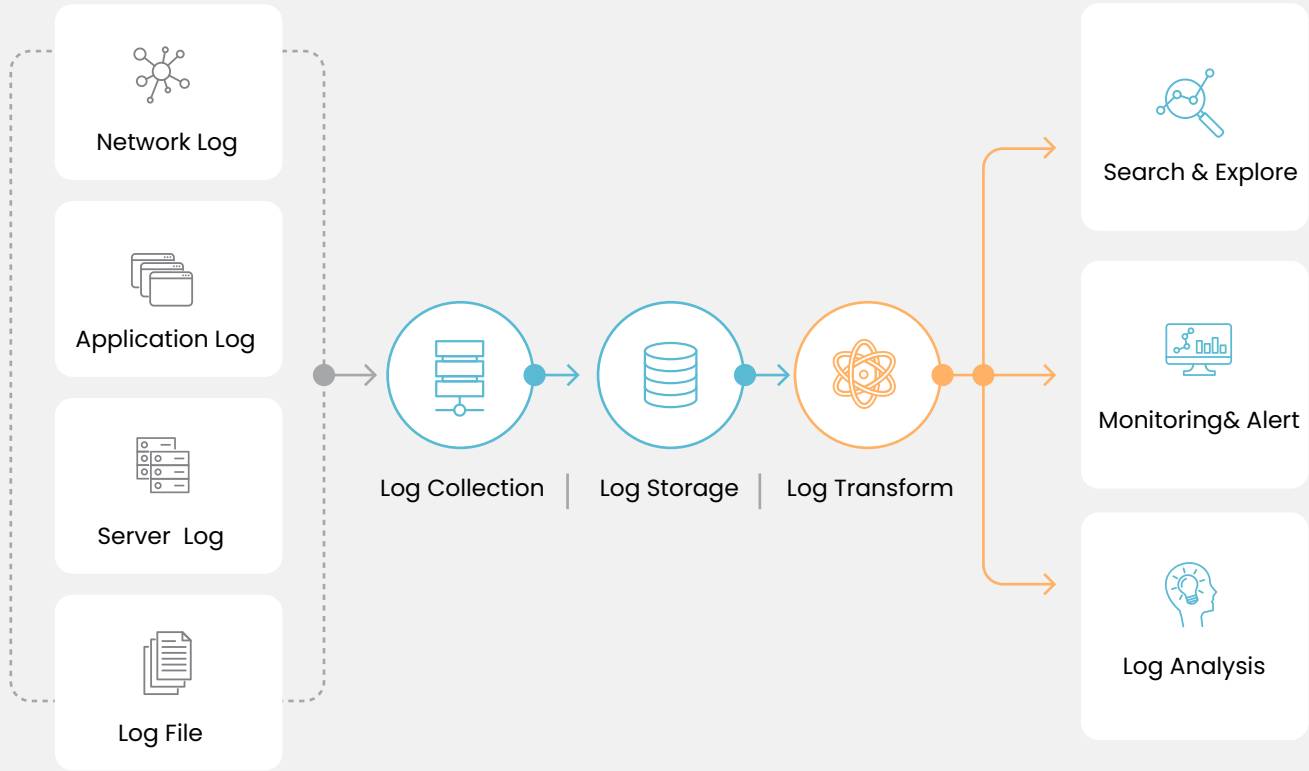 Network Log
Application Log
Server Log
Log File
Log Collection
Log Storage
Log Transform
Search & Explore
Monitoring& Alert
Log Analysis